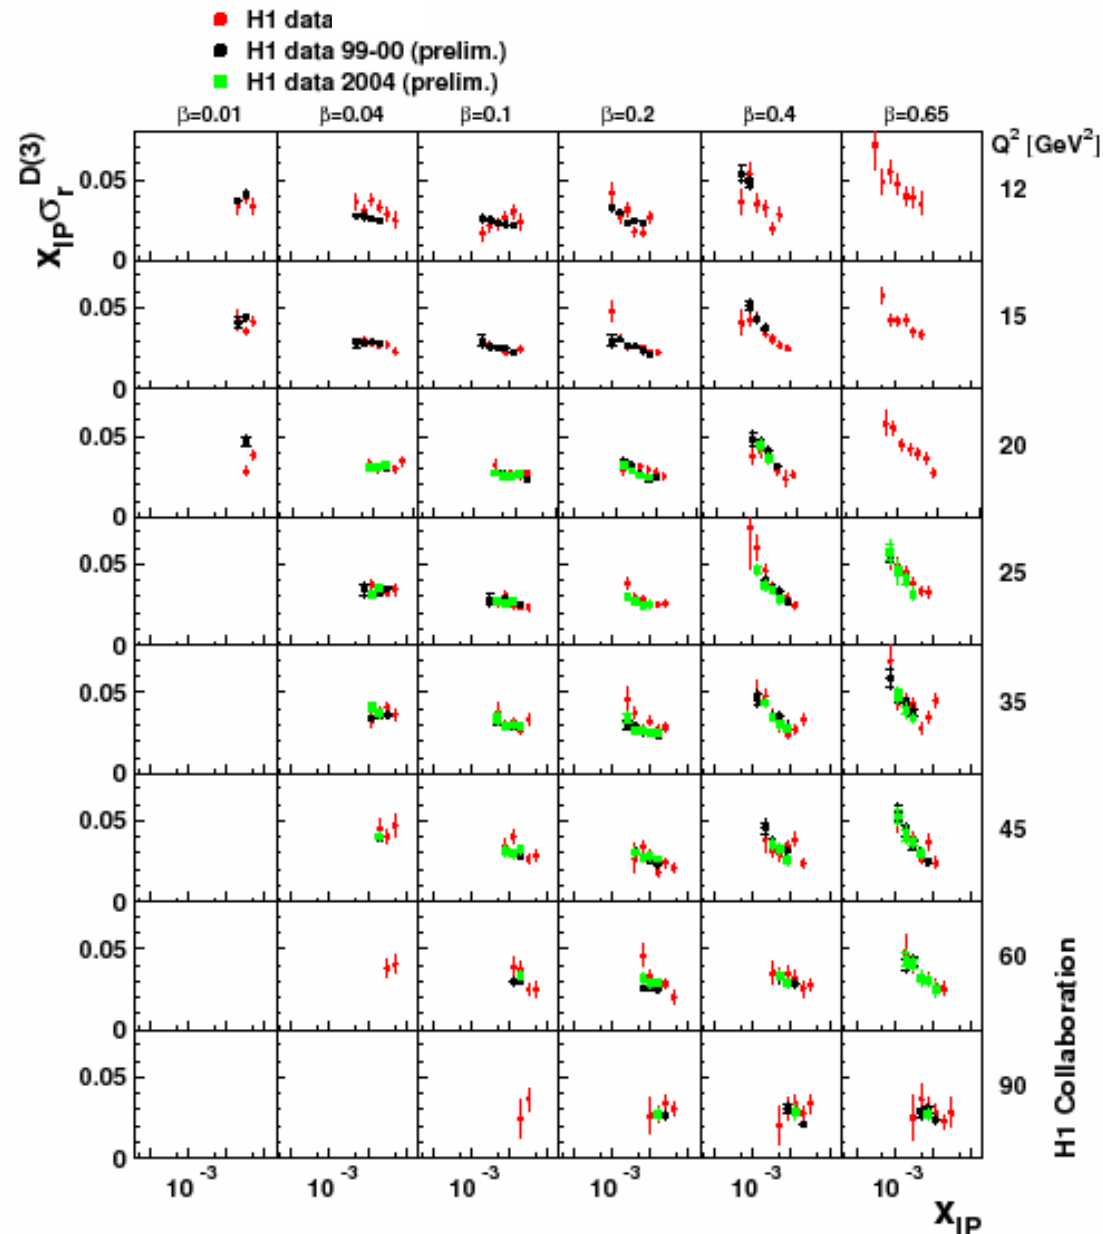 H1 data
H1 data 99-00 (prelim.)
H1 data 2004 (prelim.)
β=0.01 β=0.04 β=0.1 β=0.2 β=0.4 β=0.65
Q² [GeV²]
x_IP σ_r^D(3)
0.05 12
0
0.05 15
0
0.05 20
0
0.05 25
0
0.05 35
0
0.05 45
0
0.05 60
0
0.05 90
0
10⁻³ 10⁻³ 10⁻³ 10⁻³ 10⁻³ 10⁻³
x_IP
H1 Collaboration